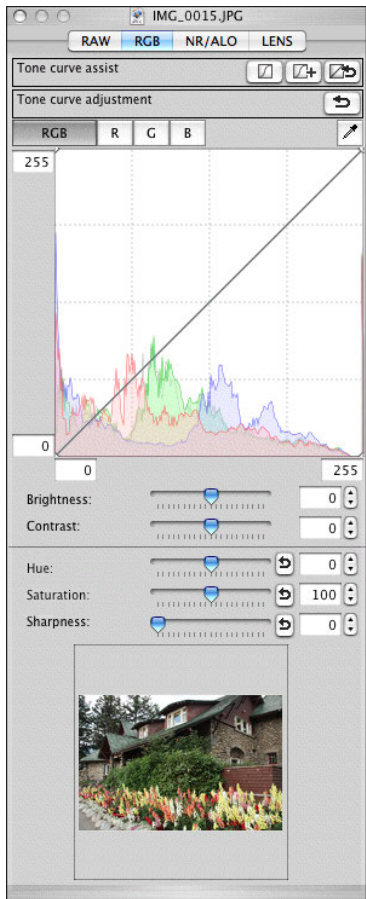 IMG_0015.JPG
RAW RGB NR/ALO LENS
Tone curve assist
Tone curve adjustment
RGB R G B
255
0
0 255
Brightness: 0
Contrast: 0
Hue: 0
Saturation: 100
Sharpness: 0